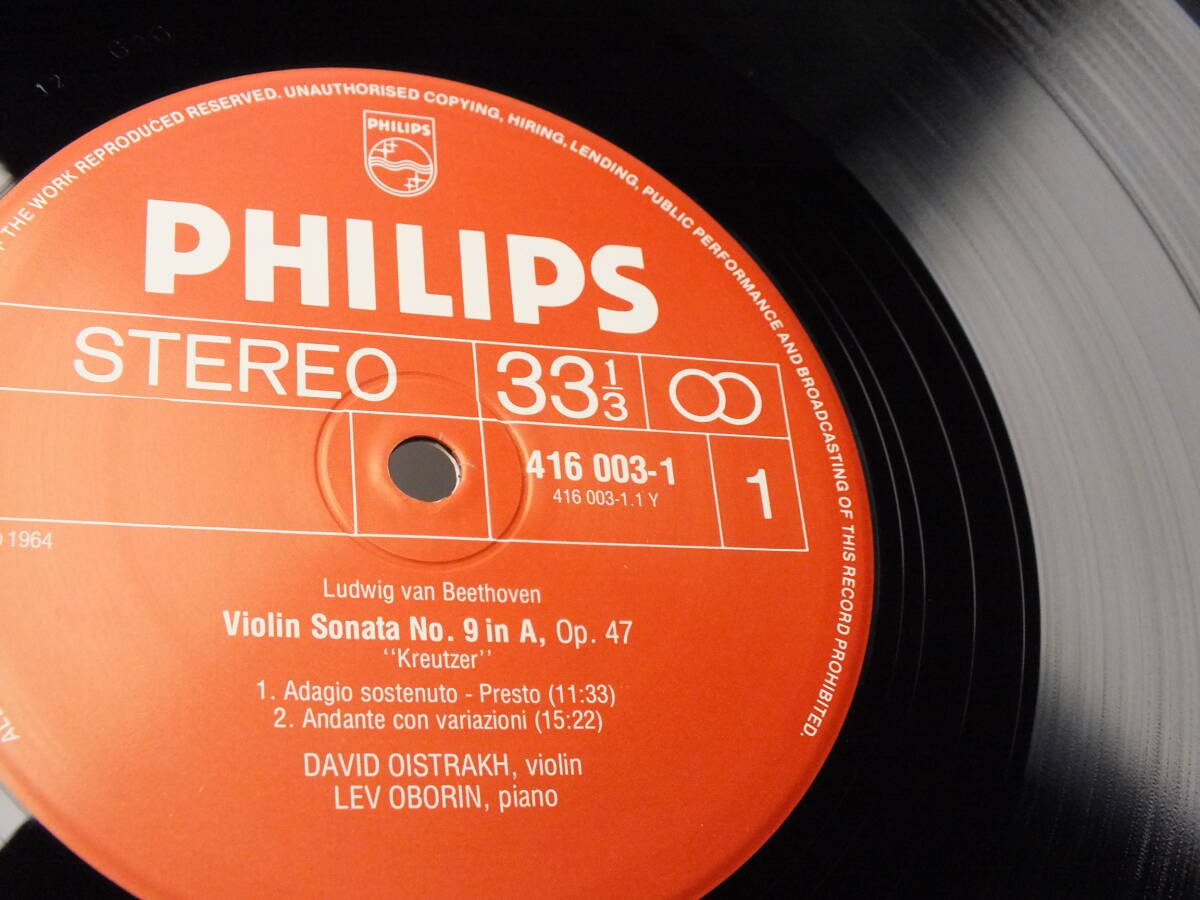 OF THE WORK REPRODUCED RESERVED. UNAUTHORISED COPYING, HIRING, LENDING, PUBLIC PERFORMANCE AND BROADCASTING OF THIS RECORD PROHIBITED.
PHILIPS
PHILIPS
STEREO
33 1/3
416 003-1
416 003-1.1 Y
1
1964
Ludwig van Beethoven
Violin Sonata No. 9 in A, Op. 47
"Kreutzer"
1. Adagio sostenuto - Presto (11:33)
2. Andante con variazioni (15:22)
DAVID OISTRAKH, violin
LEV OBORIN, piano